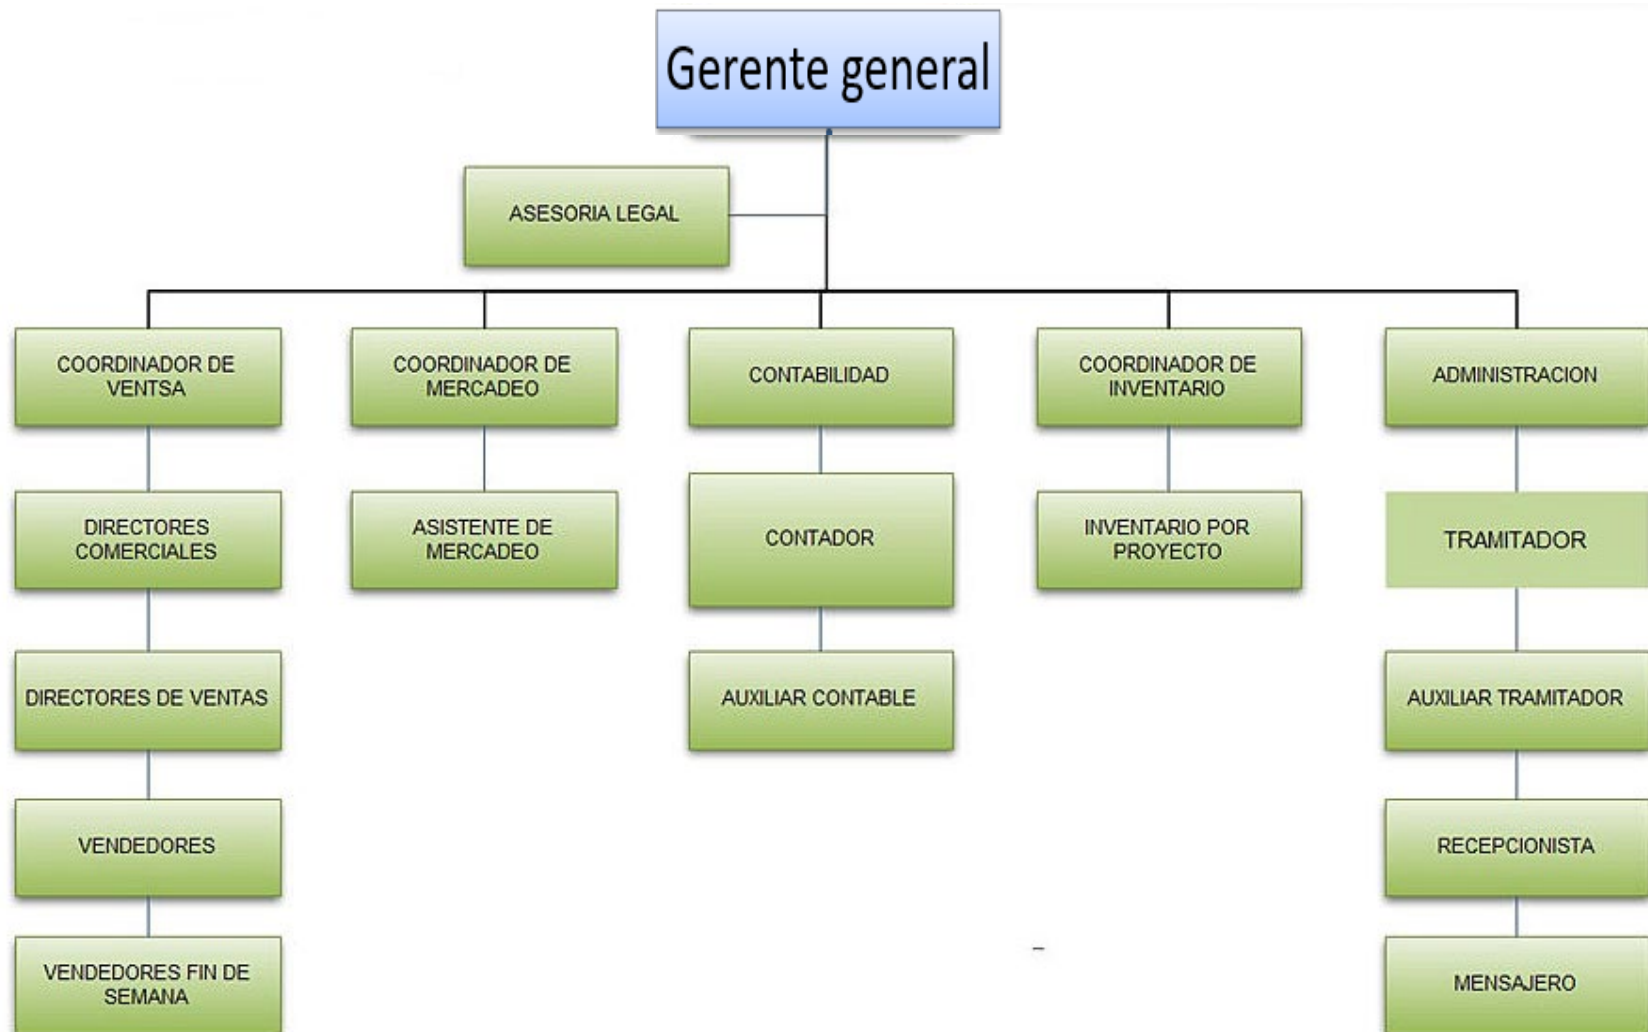 Gerente general
ASESORIA LEGAL
COORDINADOR DE
VENTSA
COORDINADOR DE
MERCADEO
CONTABILIDAD
COORDINADOR DE
INVENTARIO
ADMINISTRACION
DIRECTORES
COMERCIALES
ASISTENTE DE
MERCADEO
CONTADOR
INVENTARIO POR
PROYECTO
TRAMITADOR
DIRECTORES DE VENTAS
AUXILIAR CONTABLE
AUXILIAR TRAMITADOR
VENDEDORES
RECEPCIONISTA
VENDEDORES FIN DE
SEMANA
MENSAJERO